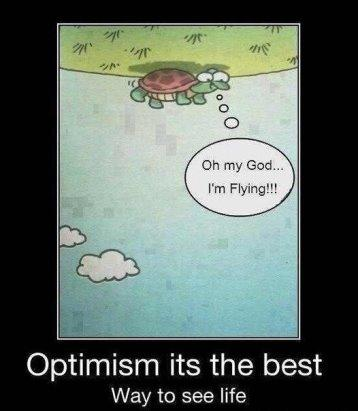 Oh my God...
I'm Flying!!!
Optimism its the best
Way to see life